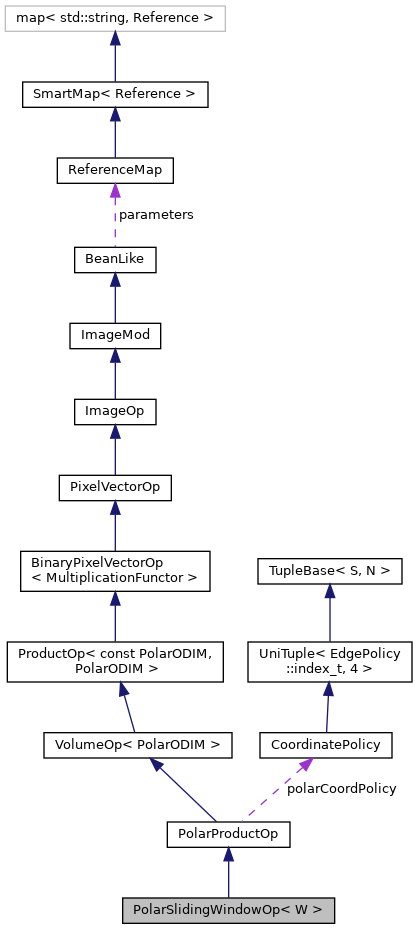 map< std::string, Reference >
SmartMap< Reference >
ReferenceMap
parameters
BeanLike
ImageMod
ImageOp
PixelVectorOp
BinaryPixelVectorOp
< MultiplicationFunctor >
TupleBase< S, N >
ProductOp< const PolarODIM,
PolarODIM >
UniTuple< EdgePolicy
::index_t, 4 >
VolumeOp< PolarODIM >
CoordinatePolicy
polarCoordPolicy
PolarProductOp
PolarSlidingWindowOp< W >